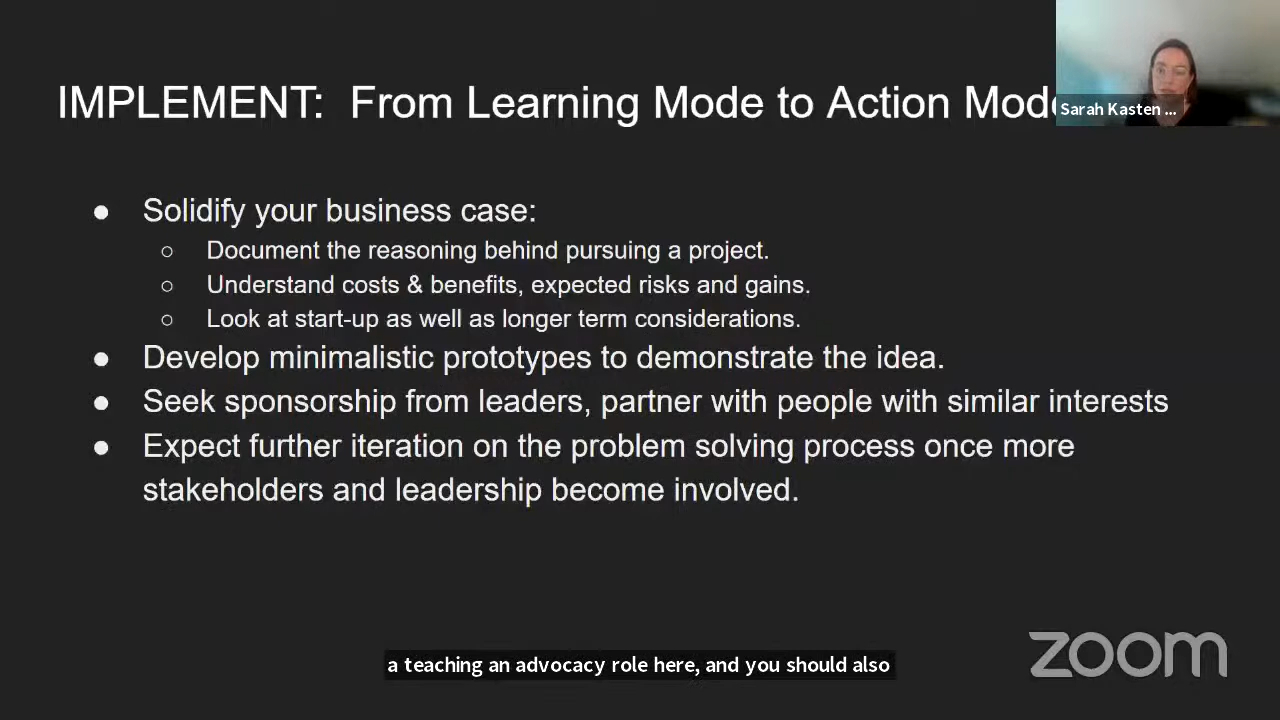 IMPLEMENT: From Learning Mode to Action Mode
Sarah Kasten ...
● Solidify your business case:
○ Document the reasoning behind pursuing a project.
○ Understand costs & benefits, expected risks and gains.
○ Look at start-up as well as longer term considerations.
● Develop minimalistic prototypes to demonstrate the idea.
● Seek sponsorship from leaders, partner with people with similar interests
● Expect further iteration on the problem solving process once more
stakeholders and leadership become involved.
zoom
a teaching an advocacy role here, and you should also